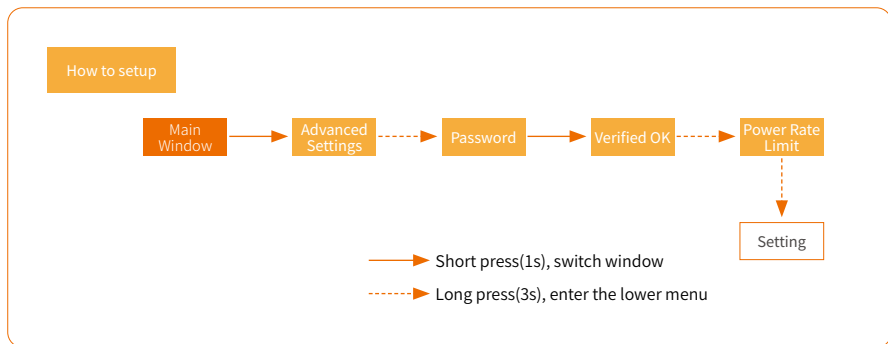 How to setup
Main
Window
Advanced
Settings
Password
Verified OK
Power Rate
Limit
Setting
Short press(1s), switch window
Long press(3s), enter the lower menu